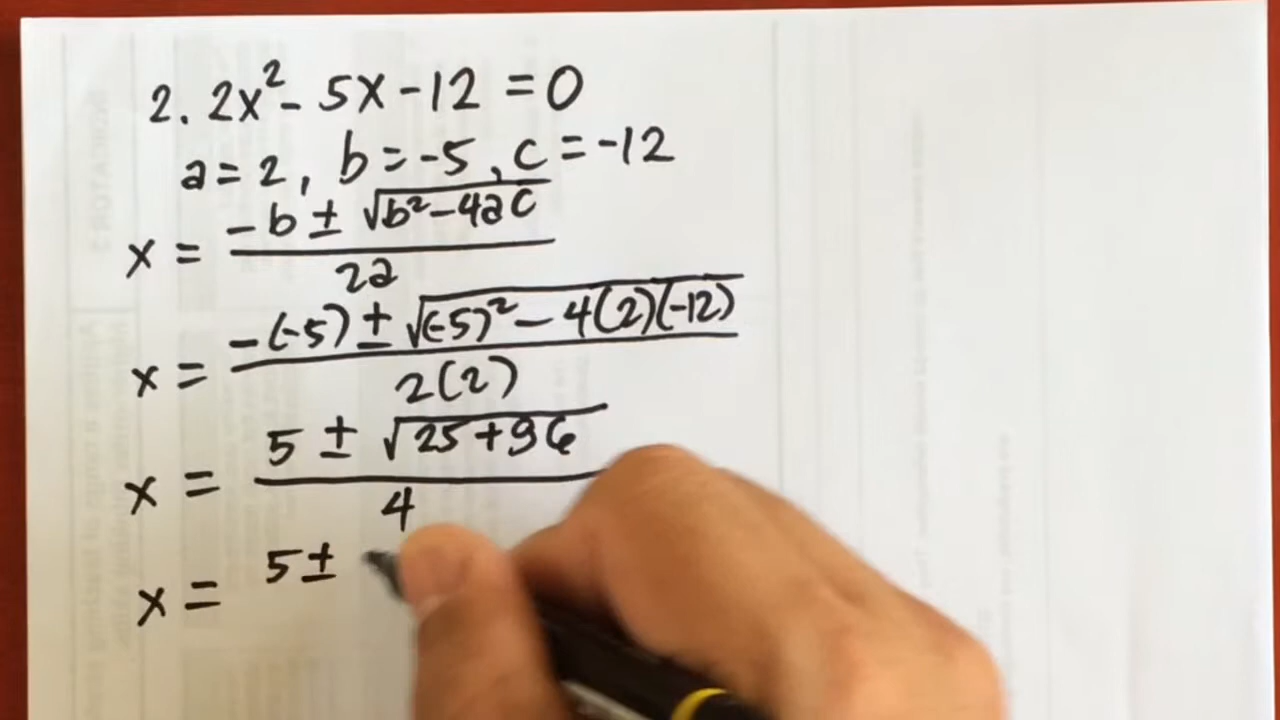 2. 2x² - 5x - 12 = 0
a = 2, b = -5, c = -12
x = (-b ± √(b² - 4ac)) / 2a
x = (-(-5) ± √((-5)² - 4(2)(-12))) / 2(2)
x = (5 ± √(25 + 96)) / 4
x = 5 ±